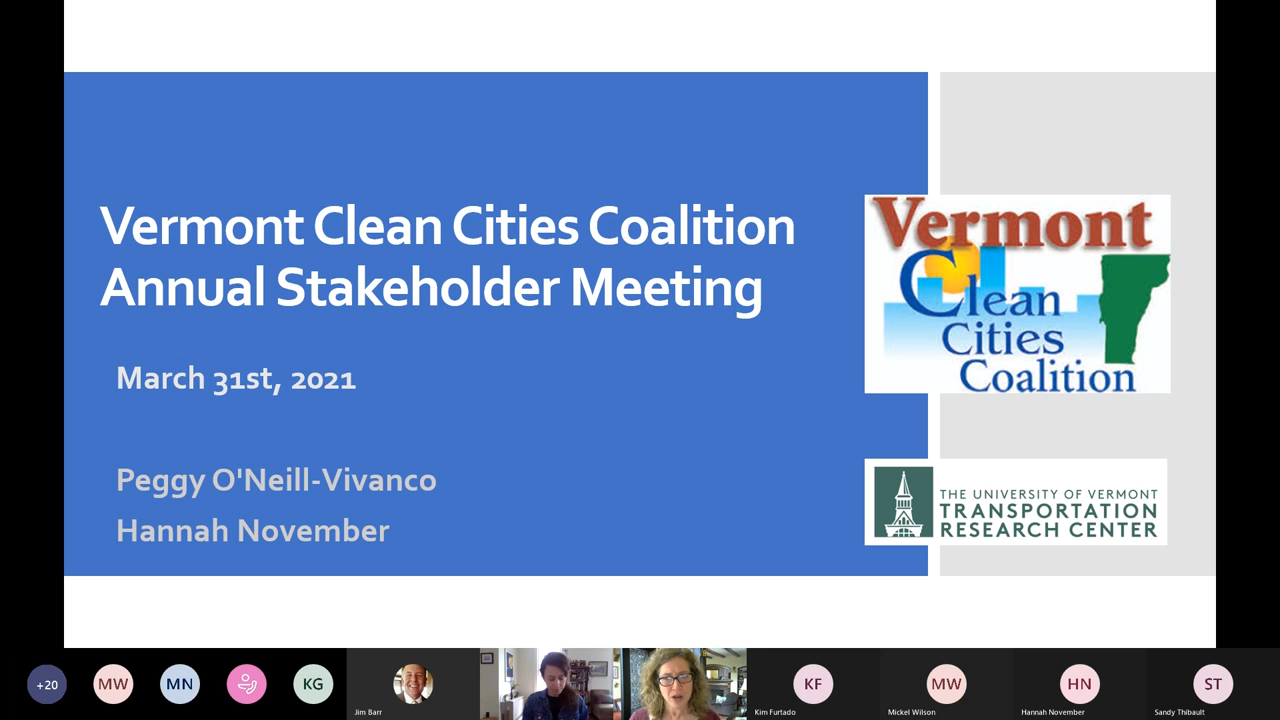 Vermont Clean Cities Coalition
Annual Stakeholder Meeting
March 31st, 2021
Peggy O'Neill-Vivanco
Hannah November
Vermont
Clean
Cities
Coalition
THE UNIVERSITY OF VERMONT
TRANSPORTATION
RESEARCH CENTER
+20
MW
MN
KG
Jim Barr
KF
Kim Furtado
MW
Mickel Wilson
HN
Hannah November
ST
Sandy Thibault